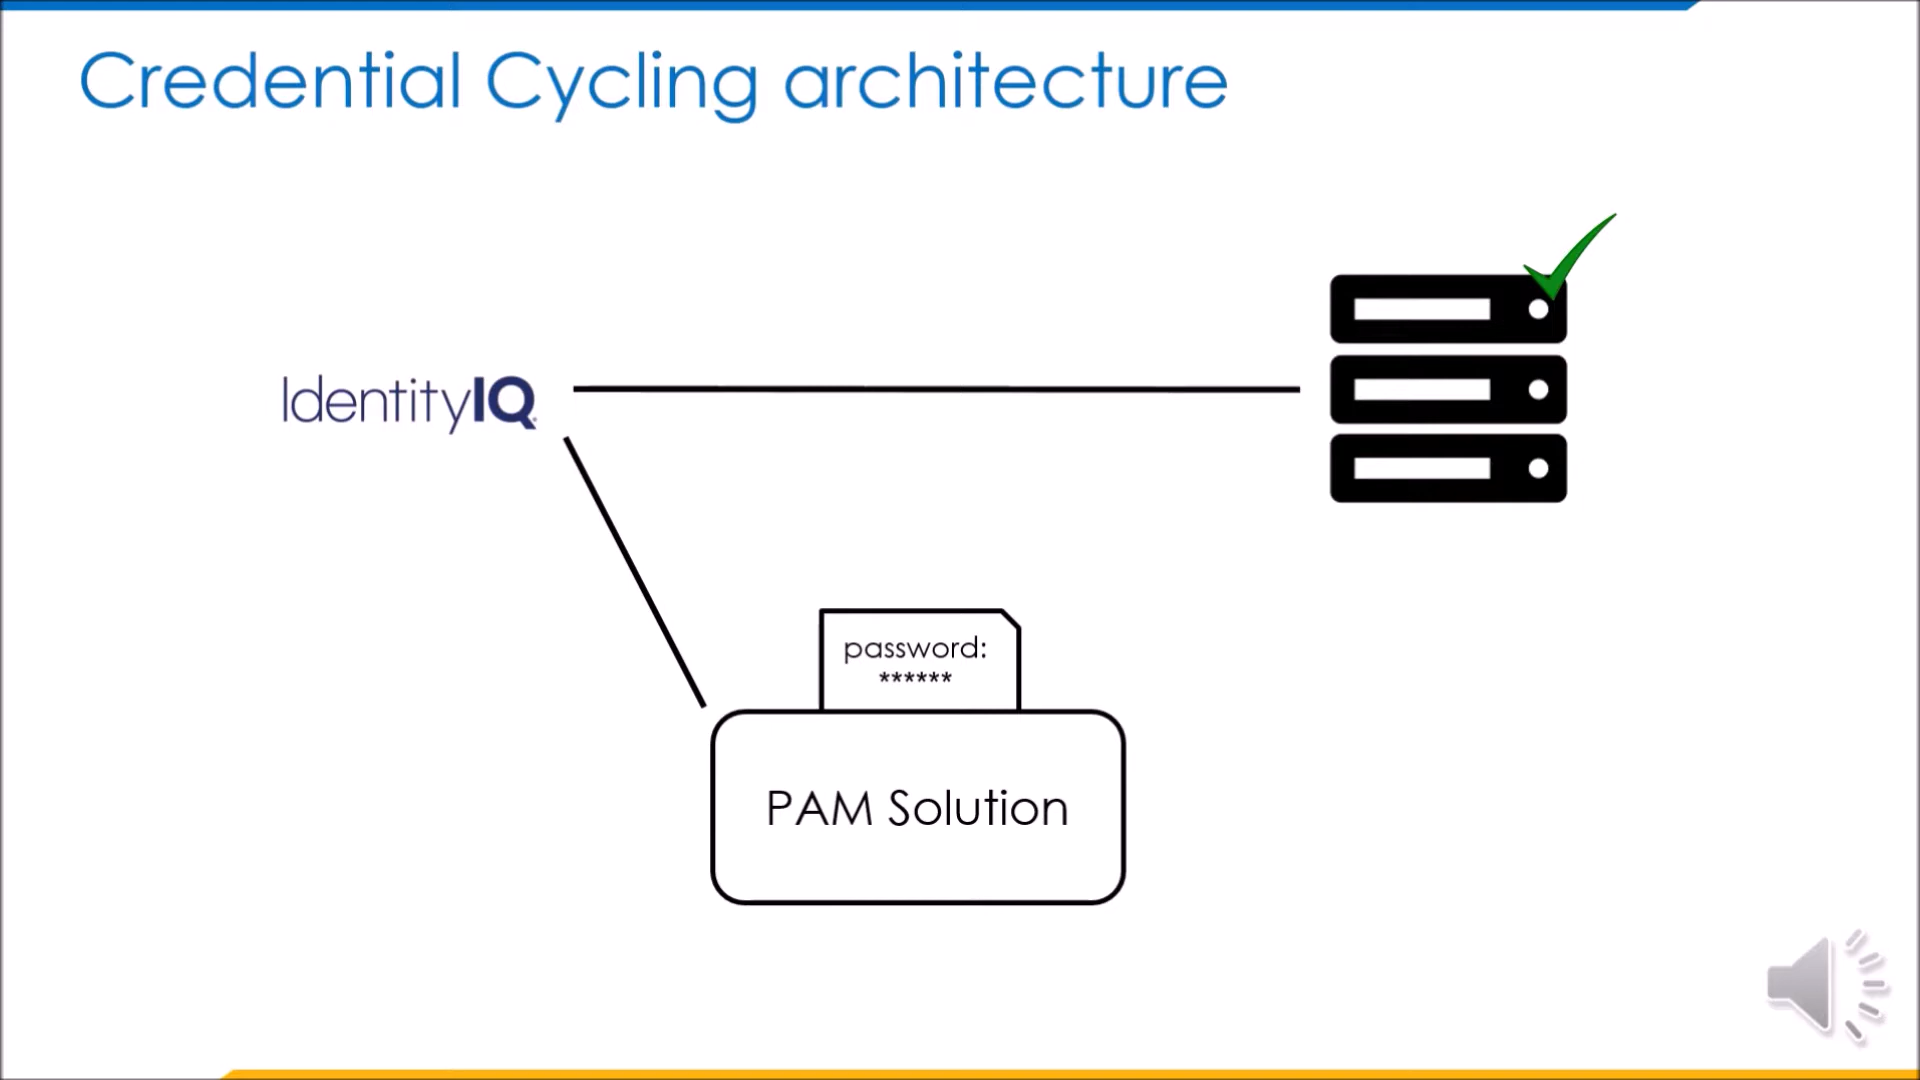 Credential Cycling architecture
IdentityIQ
password:
******
PAM Solution